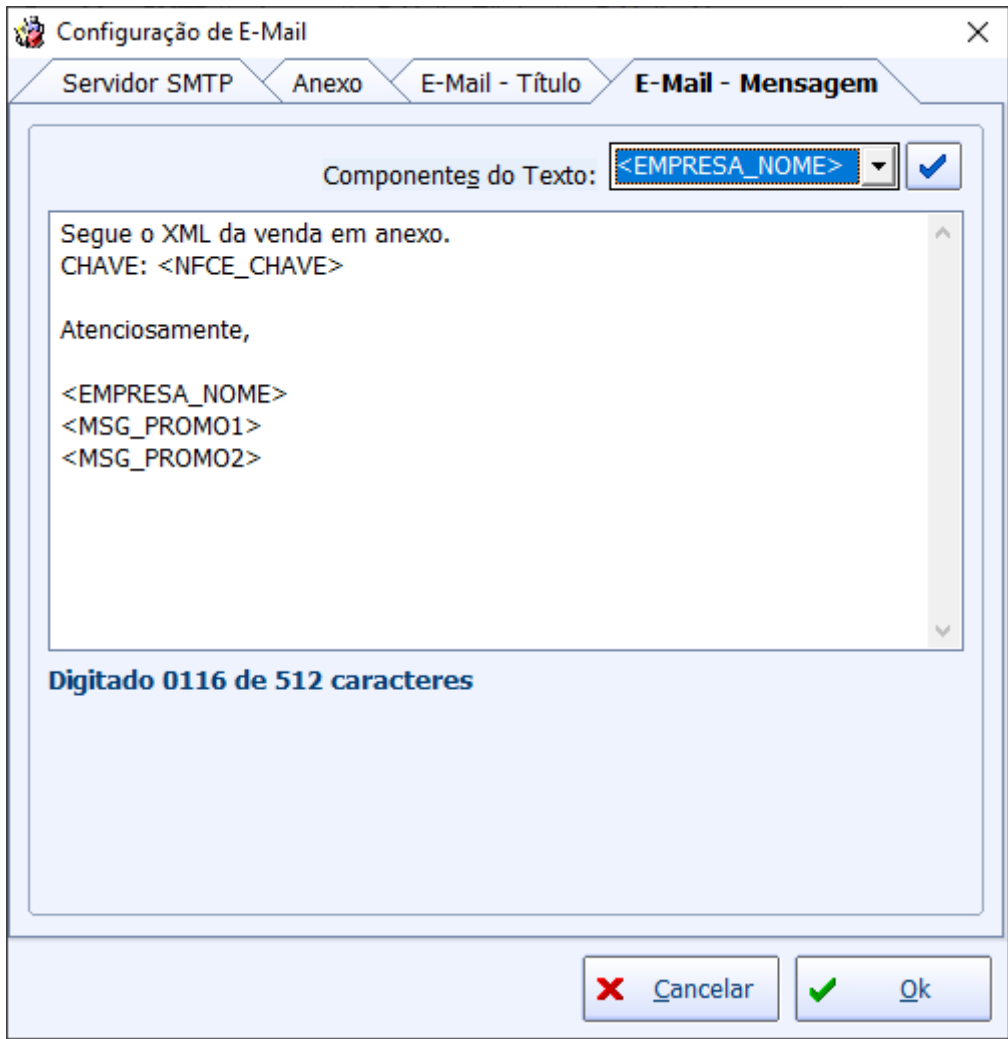 Configuração de E-Mail
Servidor SMTP Anexo E-Mail - Título E-Mail - Mensagem
Componentes do Texto: <EMPRESA_NOME>
Segue o XML da venda em anexo.
CHAVE: <NFCE_CHAVE>
Atenciosamente,
<EMPRESA_NOME>
<MSG_PROMO1>
<MSG_PROMO2>
Digitado 0116 de 512 caracteres
Cancelar Ok